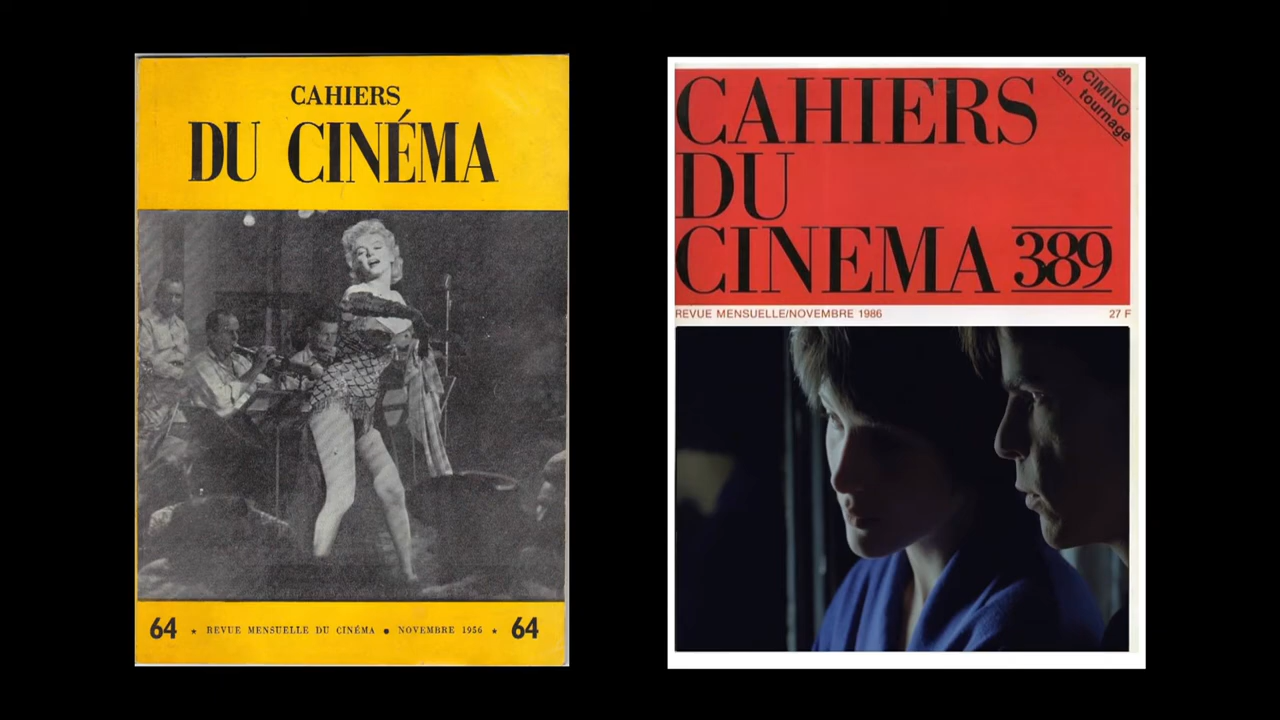 CAHIERS
DU CINÉMA
64 ★ REVUE MENSUELLE DU CINÉMA ● NOVEMBRE 1956 ★ 64
CAHIERS
DU
CINEMA 389
CIMINO
en tournage
REVUE MENSUELLE/NOVEMBRE 1986 27 F